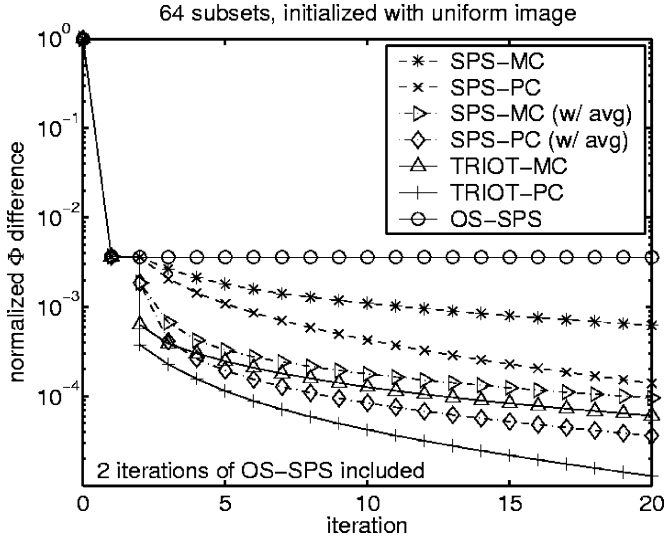 64 subsets, initialized with uniform image
normalized Φ difference
10^0
10^-1
10^-2
10^-3
10^-4
SPS-MC
SPS-PC
SPS-MC (w/ avg)
SPS-PC (w/ avg)
TRIOT-MC
TRIOT-PC
OS-SPS
2 iterations of OS-SPS included
0 5 10 15 20
iteration